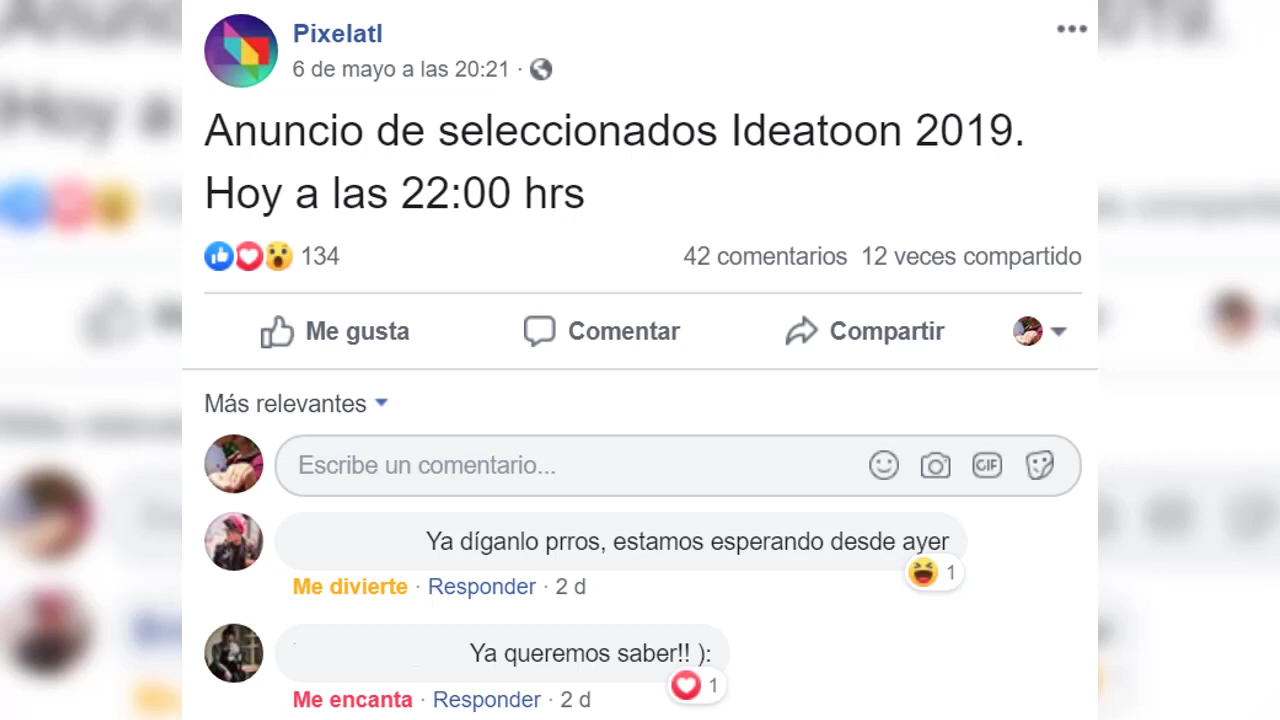 Pixelatl
6 de mayo a las 20:21 ·
Anuncio de seleccionados Ideatoon 2019.
Hoy a las 22:00 hrs
134
42 comentarios 12 veces compartido
Me gusta
Comentar
Compartir
Más relevantes
Escribe un comentario...
GIF
Ya díganlo prros, estamos esperando desde ayer
1
Me divierte · Responder · 2 d
Ya queremos saber!! ):
1
Me encanta · Responder · 2 d